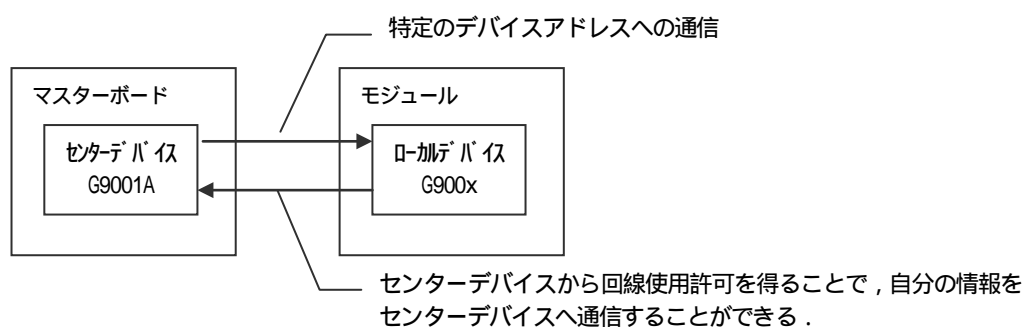 特定のデバイスアドレスへの通信
マスターボード
モジュール
センターデバイス
G9001A
ローカルデバイス
G900x
センターデバイスから回線使用許可を得ることで，自分の情報を
センターデバイスへ通信することができる．